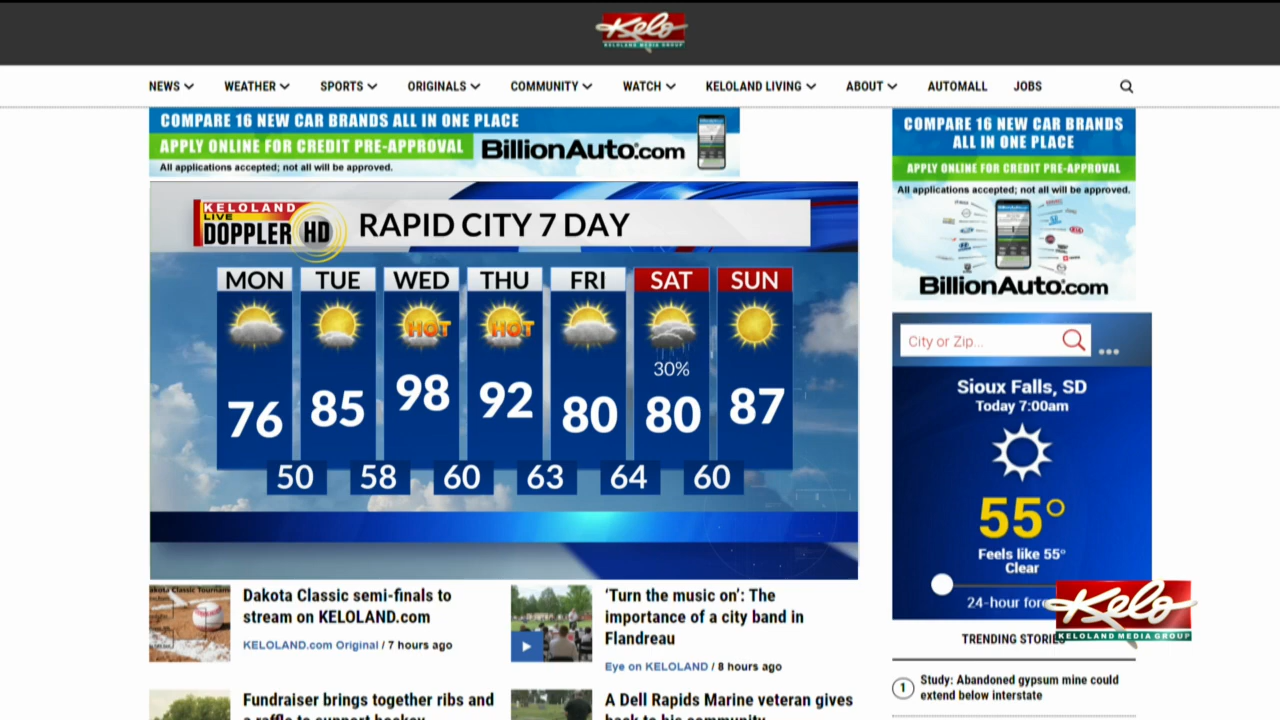 Kelo
KELOLAND MEDIA GROUP
NEWS
WEATHER
SPORTS
ORIGINALS
COMMUNITY
WATCH
KELOLAND LIVING
ABOUT
AUTOMALL
JOBS
COMPARE 16 NEW CAR BRANDS ALL IN ONE PLACE
APPLY ONLINE FOR CREDIT PRE-APPROVAL
BillionAuto.com
All applications accepted; not all will be approved.
COMPARE 16 NEW CAR BRANDS
ALL IN ONE PLACE
APPLY ONLINE FOR CREDIT PRE-APPROVAL
All applications accepted; not all will be approved.
BillionAuto.com
KELOLAND
LIVE
DOPPLER HD
RAPID CITY 7 DAY
MON TUE WED THU FRI SAT SUN
HOT HOT
30%
76 85 98 92 80 80 87
50 58 60 63 64 60
City or Zip...
Sioux Falls, SD
Today 7:00am
55°
Feels like 55°
Clear
24-hour fore
Kelo
KELOLAND MEDIA GROUP
TRENDING STORIES
1
Study: Abandoned gypsum mine could
extend below interstate
Dakota Classic semi-finals to
stream on KELOLAND.com
KELOLAND.com Original / 7 hours ago
'Turn the music on': The
importance of a city band in
Flandreau
Eye on KELOLAND / 8 hours ago
Fundraiser brings together ribs and
a raffle to support hockey
A Dell Rapids Marine veteran gives
back to his community